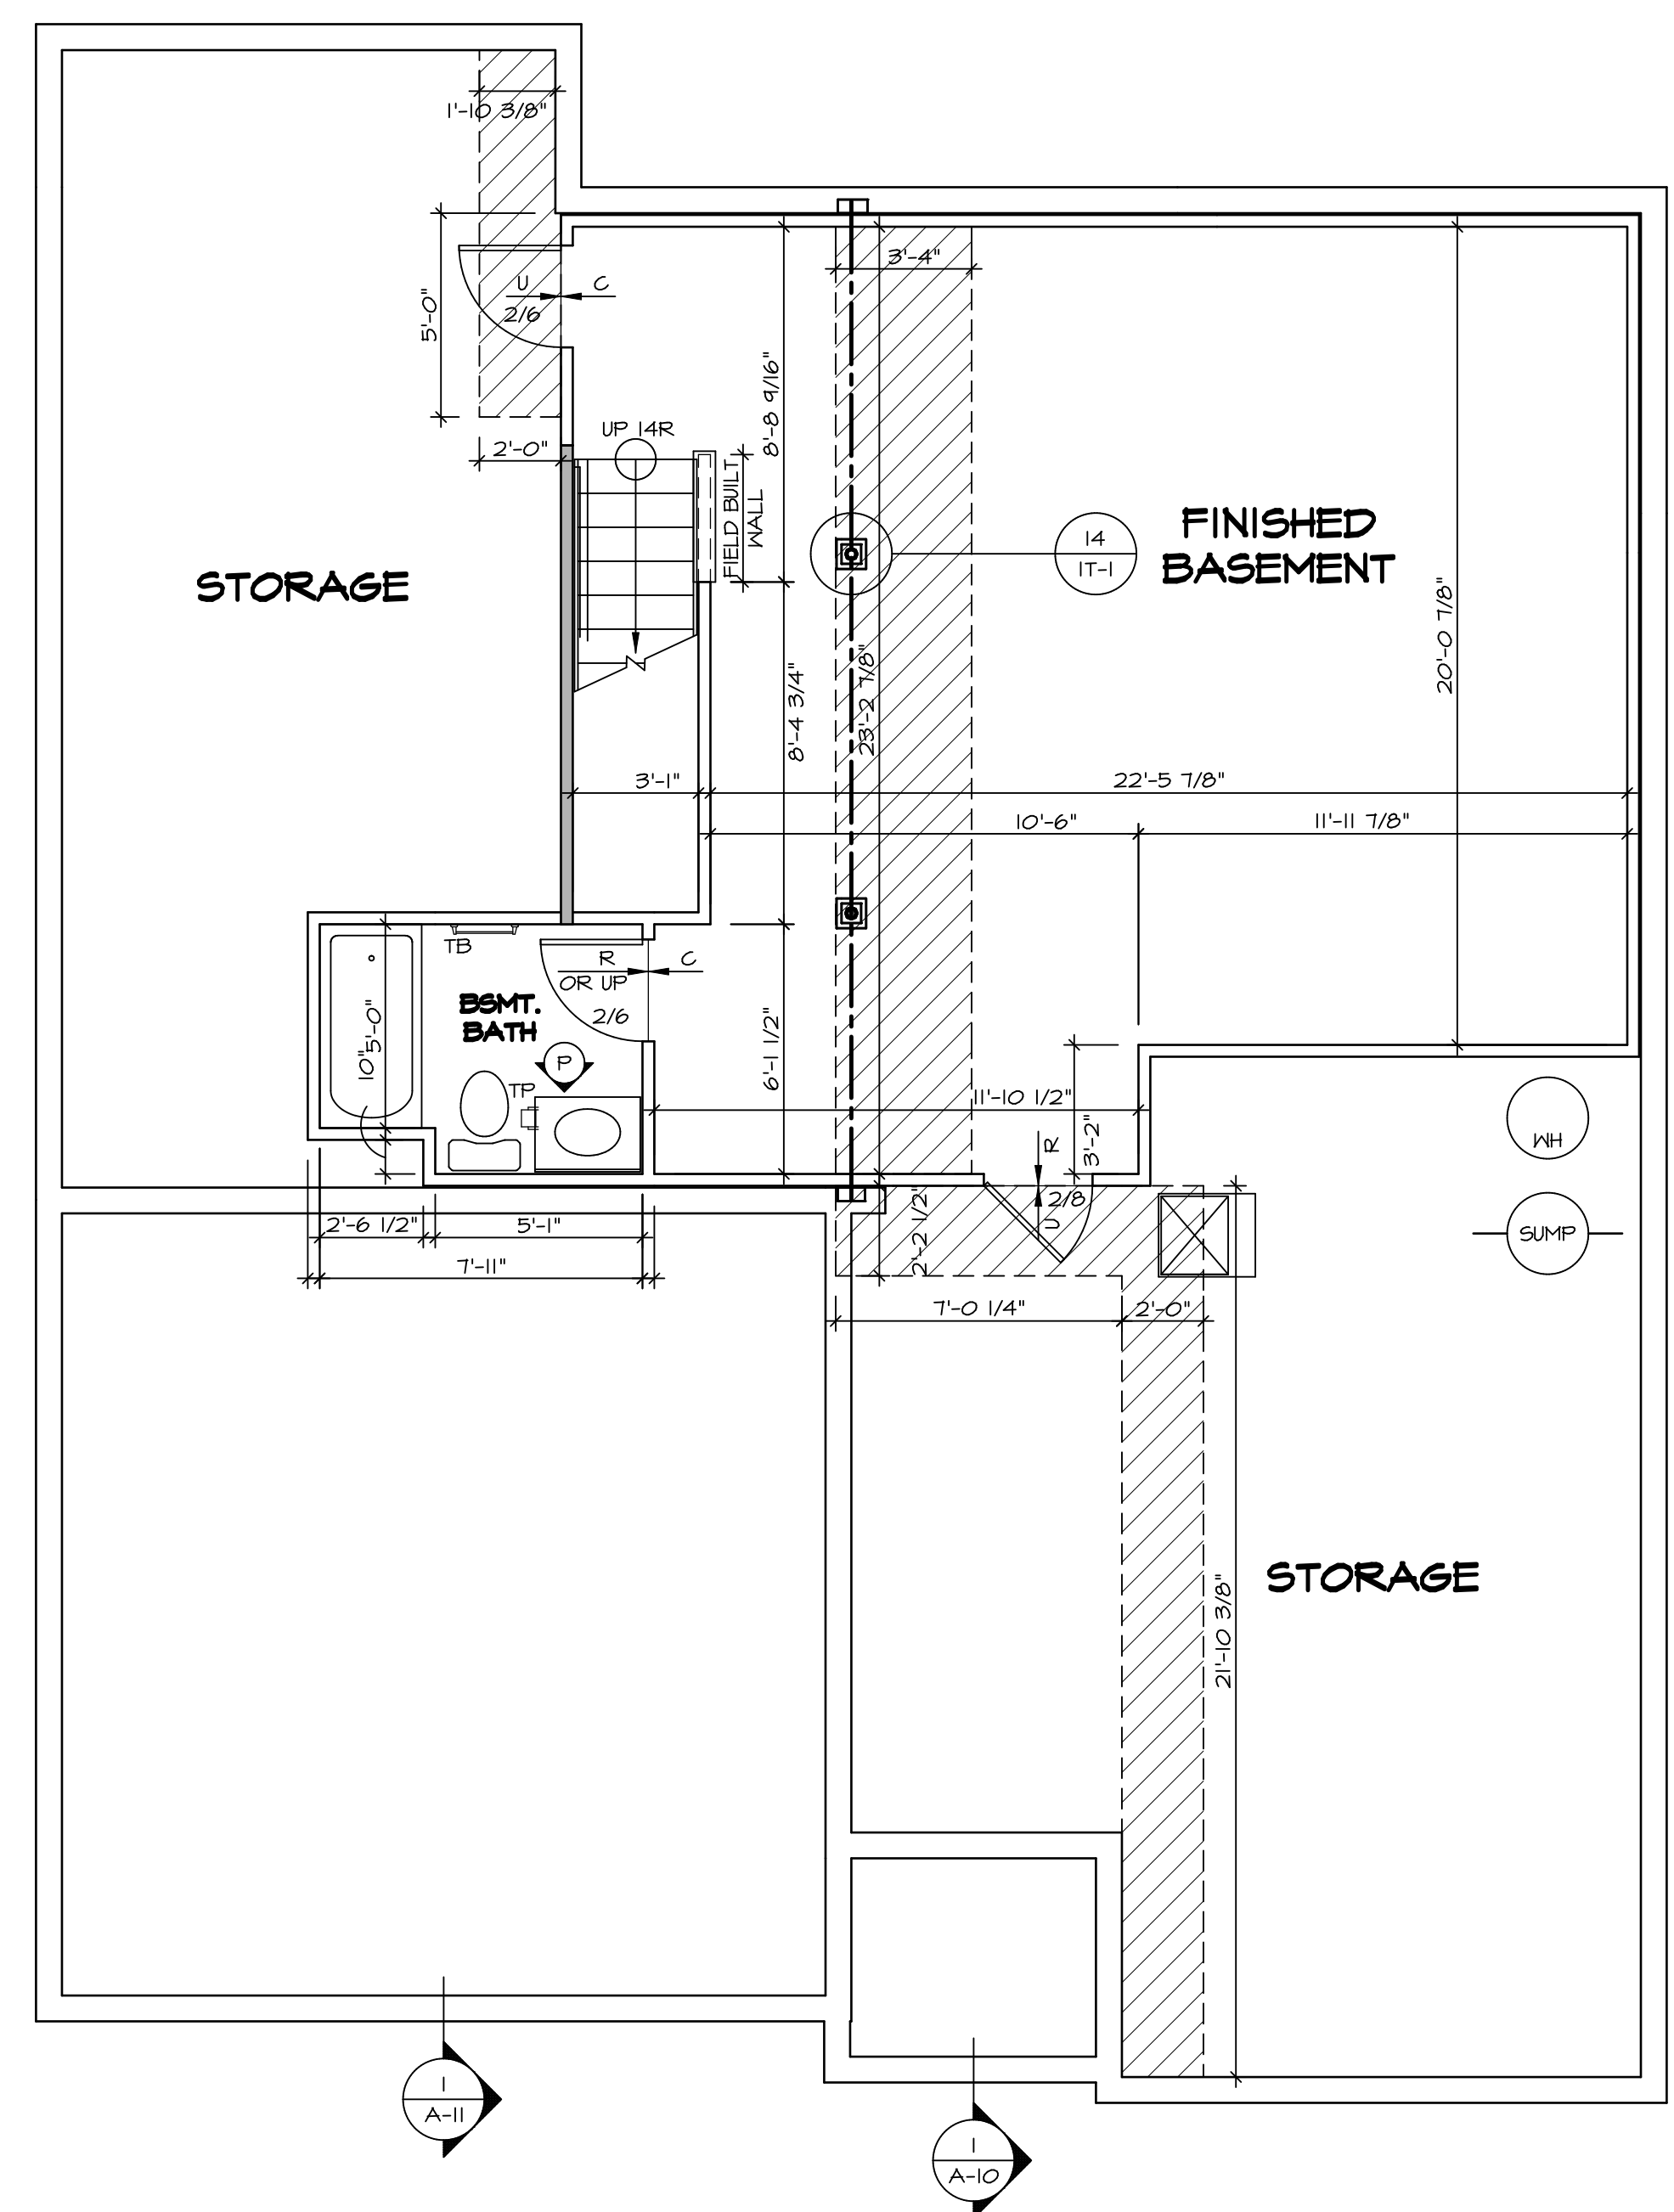 1'-10 3/8"
3'-4"
U
C
2/6
5'-0"
8'-8 9/16"
UP 14R
2'-0"
FIELD BUILT
WALL
FINISHED
BASEMENT
14
1T-1
STORAGE
20'-0 7/8"
8'-4 3/4"
23'-2 7/8"
3'-1"
22'-5 7/8"
10'-6"
11'-11 7/8"
TB
R
C
OR UP
2/6
BSMT.
BATH
5'-0"
10"
P
TP
6'-1 1/2"
11'-10 1/2"
3'-2"
R
2/8
U
WH
SUMP
2'-6 1/2"
5'-1"
7'-11"
2'-2 1/2"
7'-0 1/4"
2'-0"
STORAGE
21'-10 3/8"
1
A-11
1
A-10